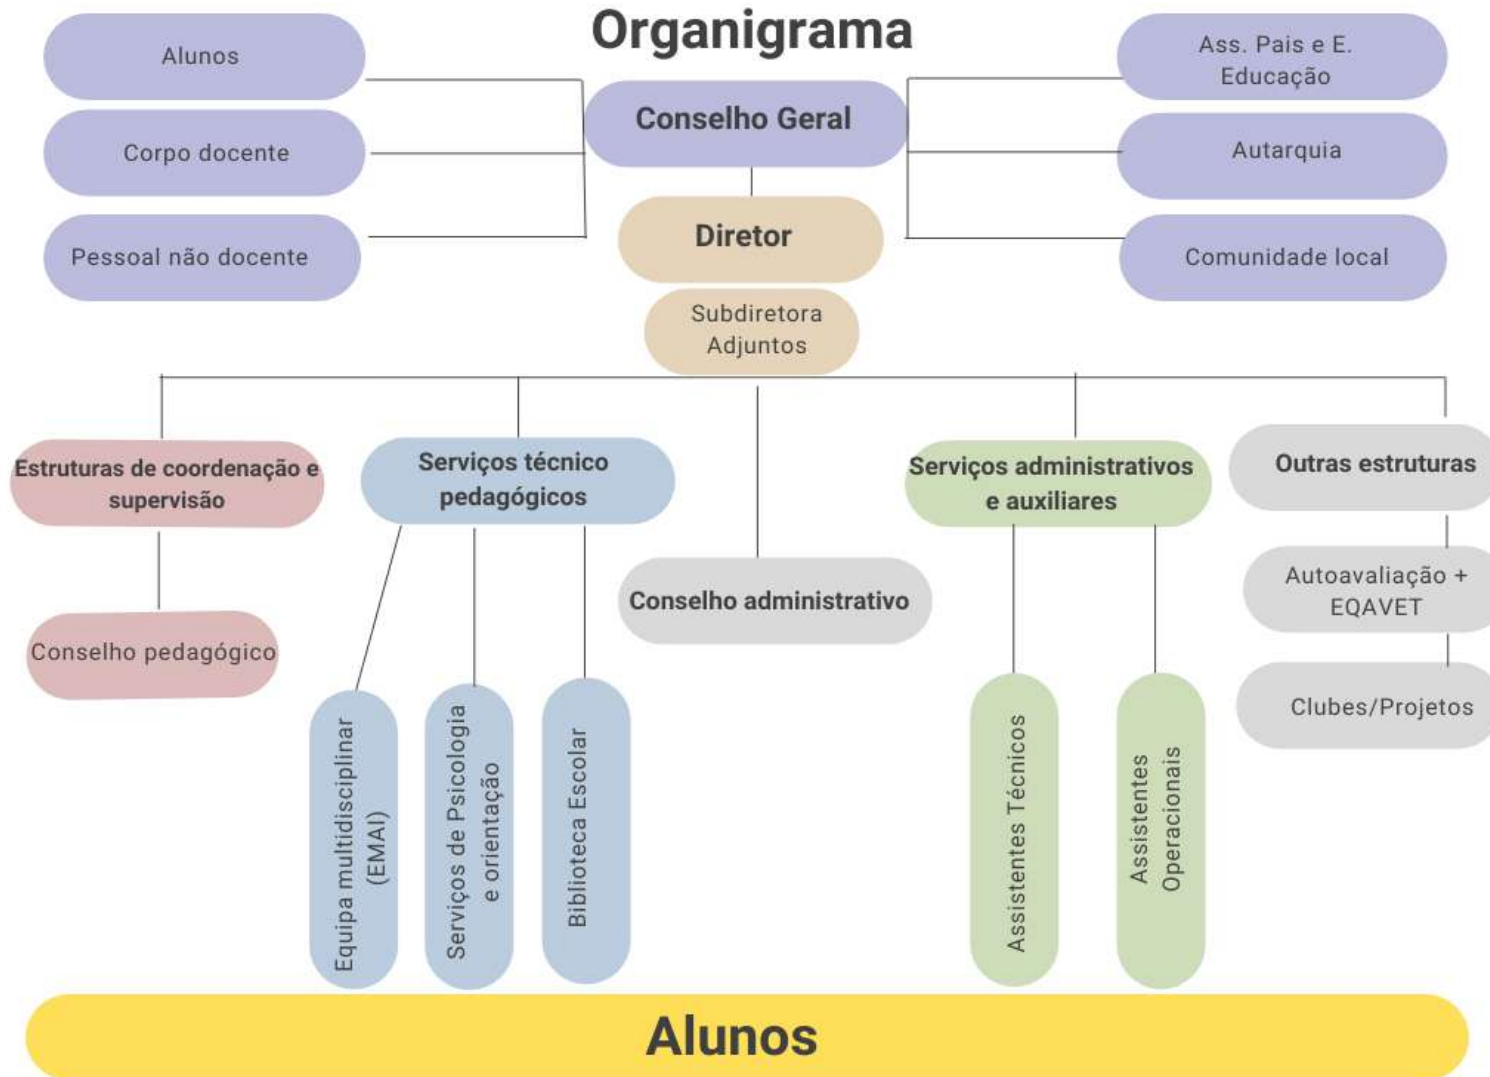 Organigrama
Alunos
Corpo docente
Pessoal não docente
Conselho Geral
Diretor
Subdiretora
Adjuntos
Ass. Pais e E.
Educação
Autarquia
Comunidade local
Estruturas de coordenação e
supervisão
Conselho pedagógico
Serviços técnico
pedagógicos
Equipa multidisciplinar
(EMAI)
Serviços de Psicologia
e orientação
Biblioteca Escolar
Conselho administrativo
Serviços administrativos
e auxiliares
Assistentes Técnicos
Assistentes
Operacionais
Outras estruturas
Autoavaliação +
EQAVET
Clubes/Projetos
Alunos